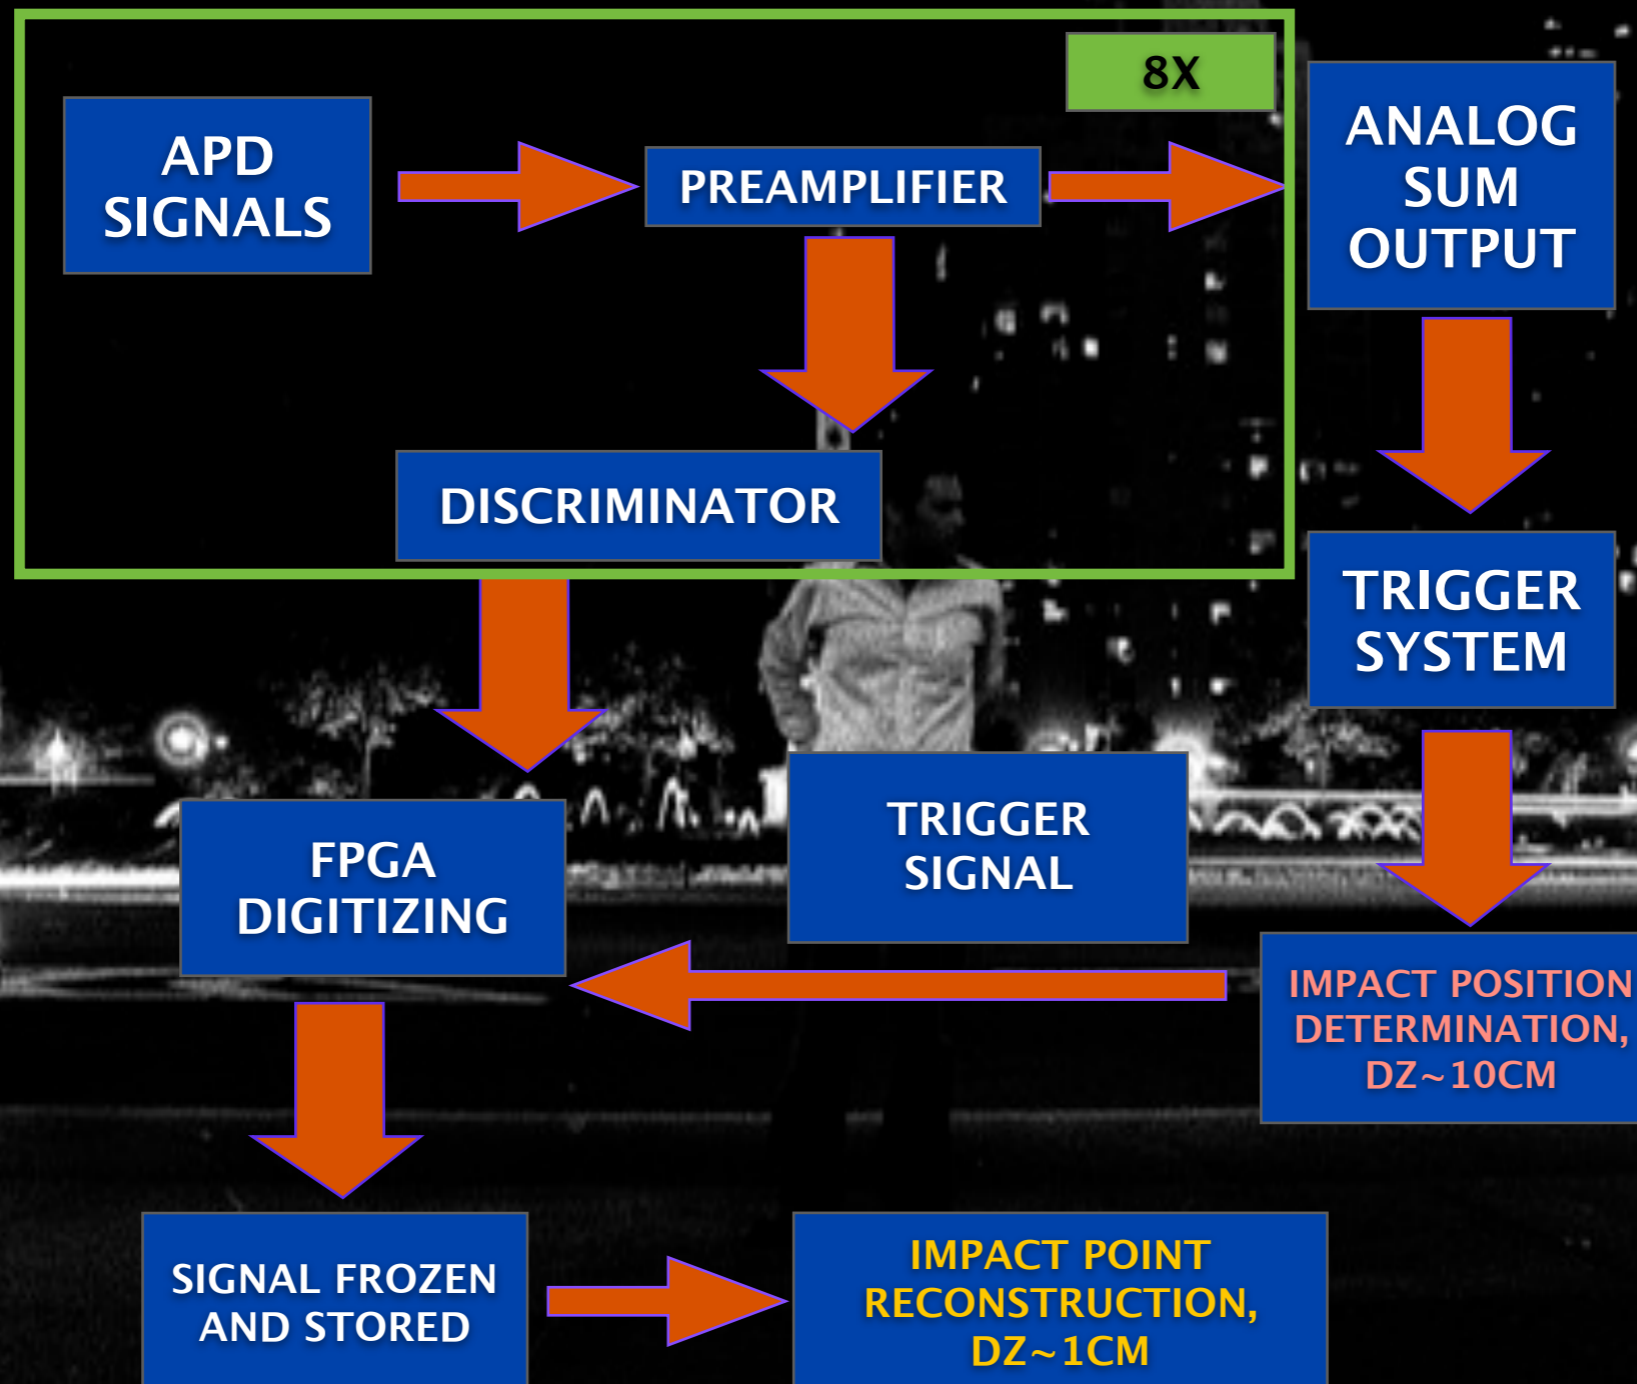 8X
APD
SIGNALS
PREAMPLIFIER
ANALOG
SUM
OUTPUT
DISCRIMINATOR
TRIGGER
SYSTEM
FPGA
DIGITIZING
TRIGGER
SIGNAL
IMPACT POSITION
DETERMINATION,
DZ~10CM
SIGNAL FROZEN
AND STORED
IMPACT POINT
RECONSTRUCTION,
DZ~1CM